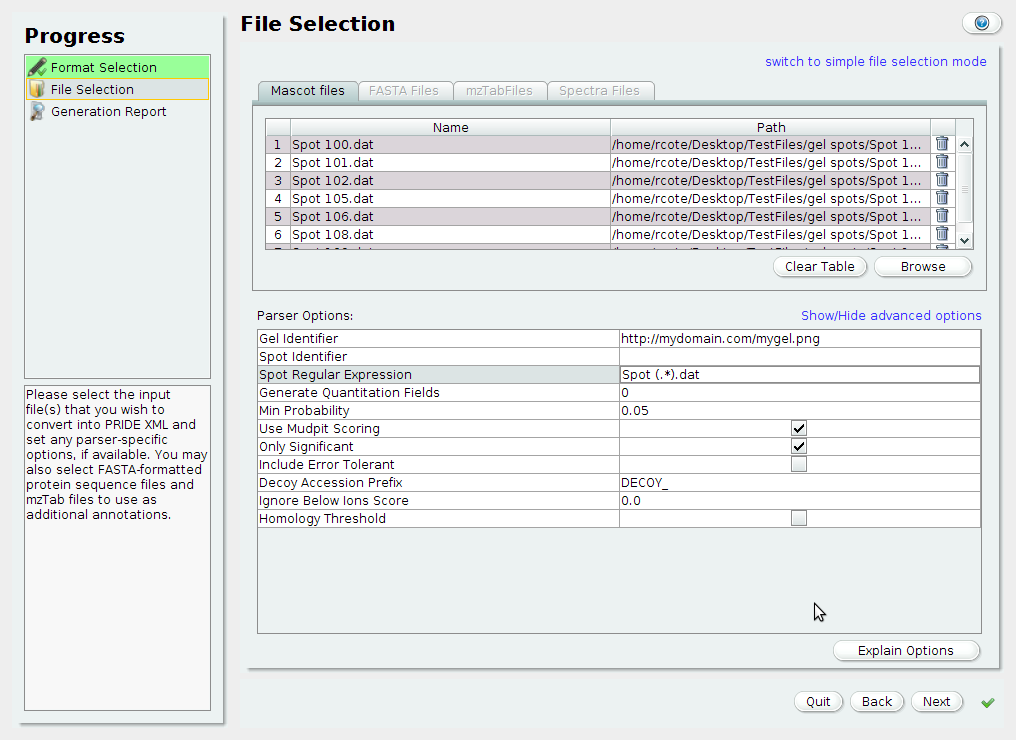 Progress
Format Selection
File Selection
Generation Report
Please select the input
file(s) that you wish to
convert into PRIDE XML and
set any parser-specific
options, if available. You may
also select FASTA-formatted
protein sequence files and
mzTab files to use as
additional annotations.
File Selection
switch to simple file selection mode
Mascot files FASTA Files mzTabFiles Spectra Files
Name Path
1 Spot 100.dat /home/rcote/Desktop/TestFiles/gel spots/Spot 1...
2 Spot 101.dat /home/rcote/Desktop/TestFiles/gel spots/Spot 1...
3 Spot 102.dat /home/rcote/Desktop/TestFiles/gel spots/Spot 1...
4 Spot 105.dat /home/rcote/Desktop/TestFiles/gel spots/Spot 1...
5 Spot 106.dat /home/rcote/Desktop/TestFiles/gel spots/Spot 1...
6 Spot 108.dat /home/rcote/Desktop/TestFiles/gel spots/Spot 1...
Clear Table Browse
Parser Options: Show/Hide advanced options
Gel Identifier http://mydomain.com/mygel.png
Spot Identifier
Spot Regular Expression Spot (.*).dat
Generate Quantitation Fields 0
Min Probability 0.05
Use Mudpit Scoring
Only Significant
Include Error Tolerant
Decoy Accession Prefix DECOY_
Ignore Below Ions Score 0.0
Homology Threshold
Explain Options
Quit Back Next